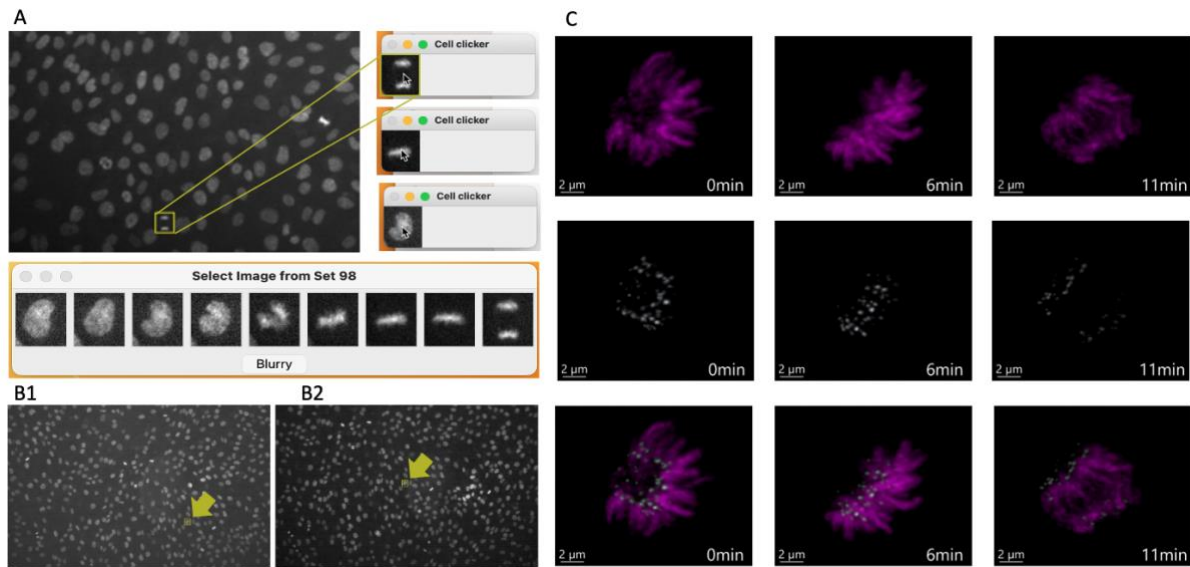 A
Cell clicker
Cell clicker
Cell clicker
Select Image from Set 98
Blurry
B1
B2
C
2 μm 0min
2 μm 6min
2 μm 11min
2 μm 0min
2 μm 6min
2 μm 11min
2 μm 0min
2 μm 6min
2 μm 11min